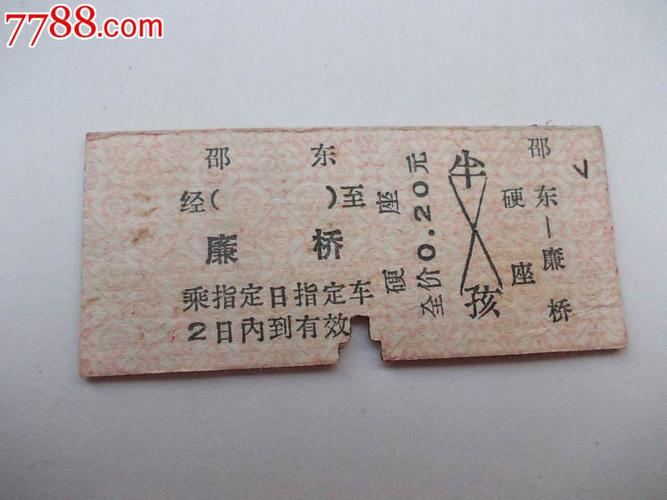 7788.com
邵东
经( )至
廉桥
乘指定日指定车
2日内到有效
硬座
全价0.20元
半
孩
邵东—廉桥
硬座